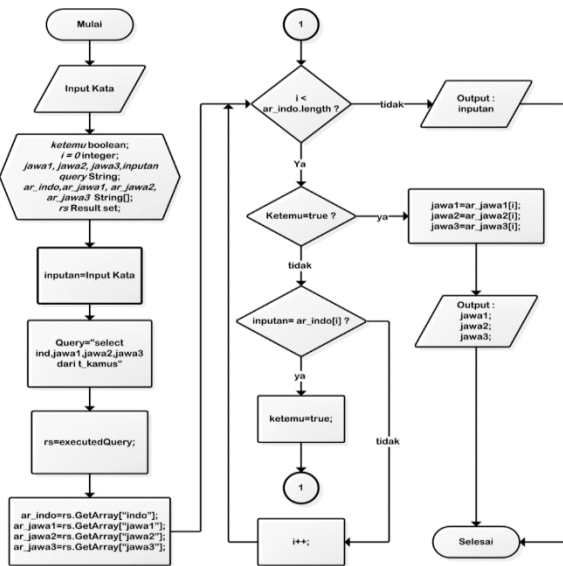 Mulai
Input Kata
ketemu boolean;
i = 0 integer;
jawa1, jawa2, jawa3,inputan
query String;
ar_indo,ar_jawa1, ar_jawa2,
ar_jawa3 String[];
rs Result set;
inputan=Input Kata
Query="select
ind,jawa1,jawa2,jawa3
dari t_kamus"
rs=executedQuery;
ar_indo=rs.GetArray["indo"];
ar_jawa1=rs.GetArray["jawa1"];
ar_jawa2=rs.GetArray["jawa2"];
ar_jawa3=rs.GetArray["jawa3"];
1
i <
ar_indo.length ?
tidak
Output :
inputan
Ya
Ketemu=true ?
ya
jawa1=ar_jawa1[i];
jawa2=ar_jawa2[i];
jawa3=ar_jawa3[i];
tidak
Output :
jawa1;
jawa2;
jawa3;
inputan= ar_indo[i] ?
ya
ketemu=true;
tidak
1
i++;
Selesai